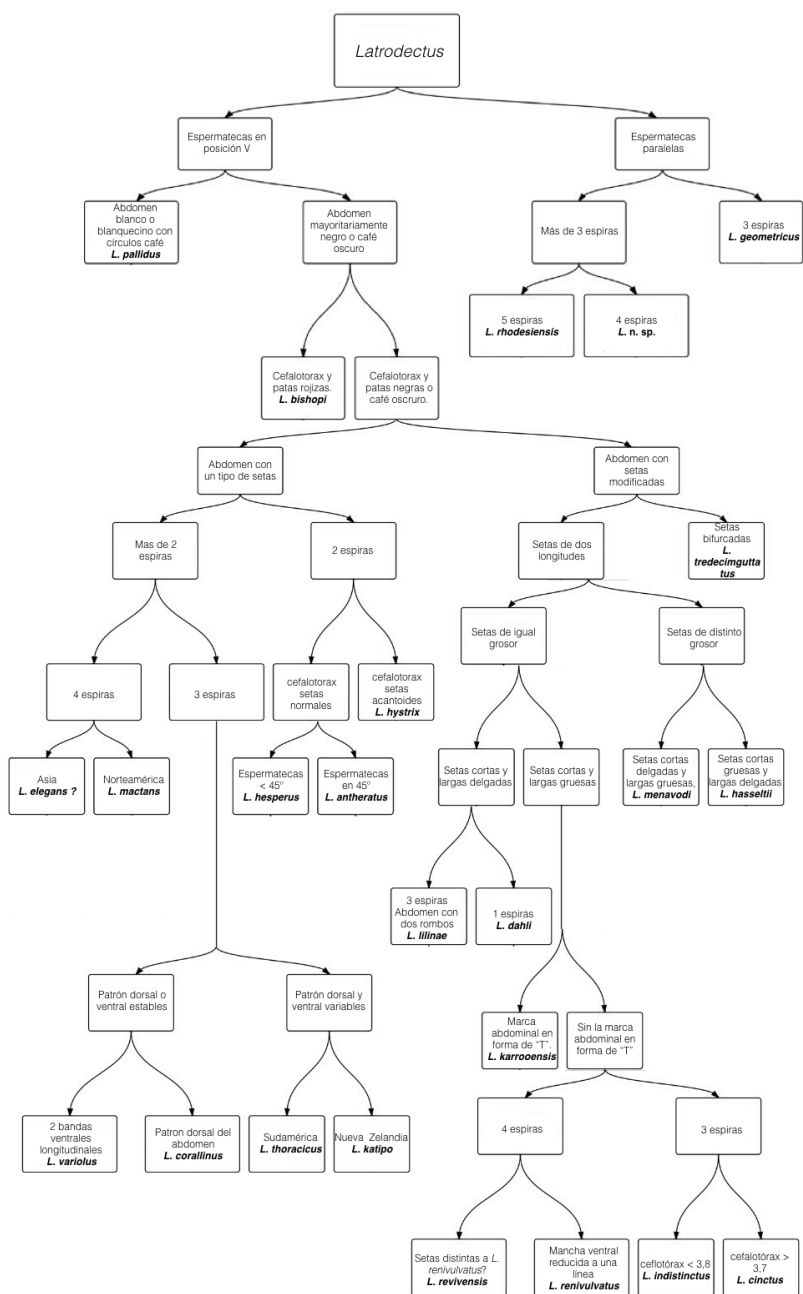 Latrodectus
Espermatecas en
posición V
Espermatecas
paralelas
Abdomen
blanco o
blanquecino con
círculos café
L. pallidus
Abdomen
mayoritariamente
negro o café
oscuro
Más de 3 espiras
3 espiras
L. geometricus
5 espiras
L. rhodesiensis
4 espiras
L. n. sp.
Cefalotorax y
patas rojizas.
L. bishopi
Cefalotorax y
patas negras o
café oscruro.
Abdomen con
un tipo de setas
Abdomen con
setas
modificadas
Mas de 2
espiras
2 espiras
Setas de dos
longitudes
Setas
bifurcadas
L.
tredecimgutta
tus
Setas de igual
grosor
Setas de distinto
grosor
4 espiras
3 espiras
cefalotorax
setas
normales
cefalotorax
setas
acantoides
L. hystrix
Asia
L. elegans ?
Norteamérica
L. mactans
Espermatecas
< 45º
L. hesperus
Espermatecas
en 45º
L. antheratus
Setas cortas y
largas delgadas
Setas cortas y
largas gruesas
Setas cortas
delgadas y
largas gruesas,
L. menavodi
Setas cortas
gruesas y
largas delgadas
L. hasseltii
3 espiras
Abdomen con
dos rombos
L. lilinae
1 espiras
L. dahli
Patrón dorsal o
ventral estables
Patrón dorsal y
ventral variables
Marca
abdominal en
forma de “T”.
L. karrooensis
Sin la marca
abdominal en
forma de “T”
2 bandas
ventrales
longitudinales
L. variolus
Patron dorsal del
abdomen
L. corallinus
Sudamérica
L. thoracicus
Nueva Zelandia
L. katipo
4 espiras
3 espiras
Setas distintas a L.
renivulvatus?
L. revivensis
Mancha ventral
reducida a una
línea
L. renivulvatus
ceflotórax < 3,8
L. indistinctus
cefalotórax >
3,7
L. cinctus